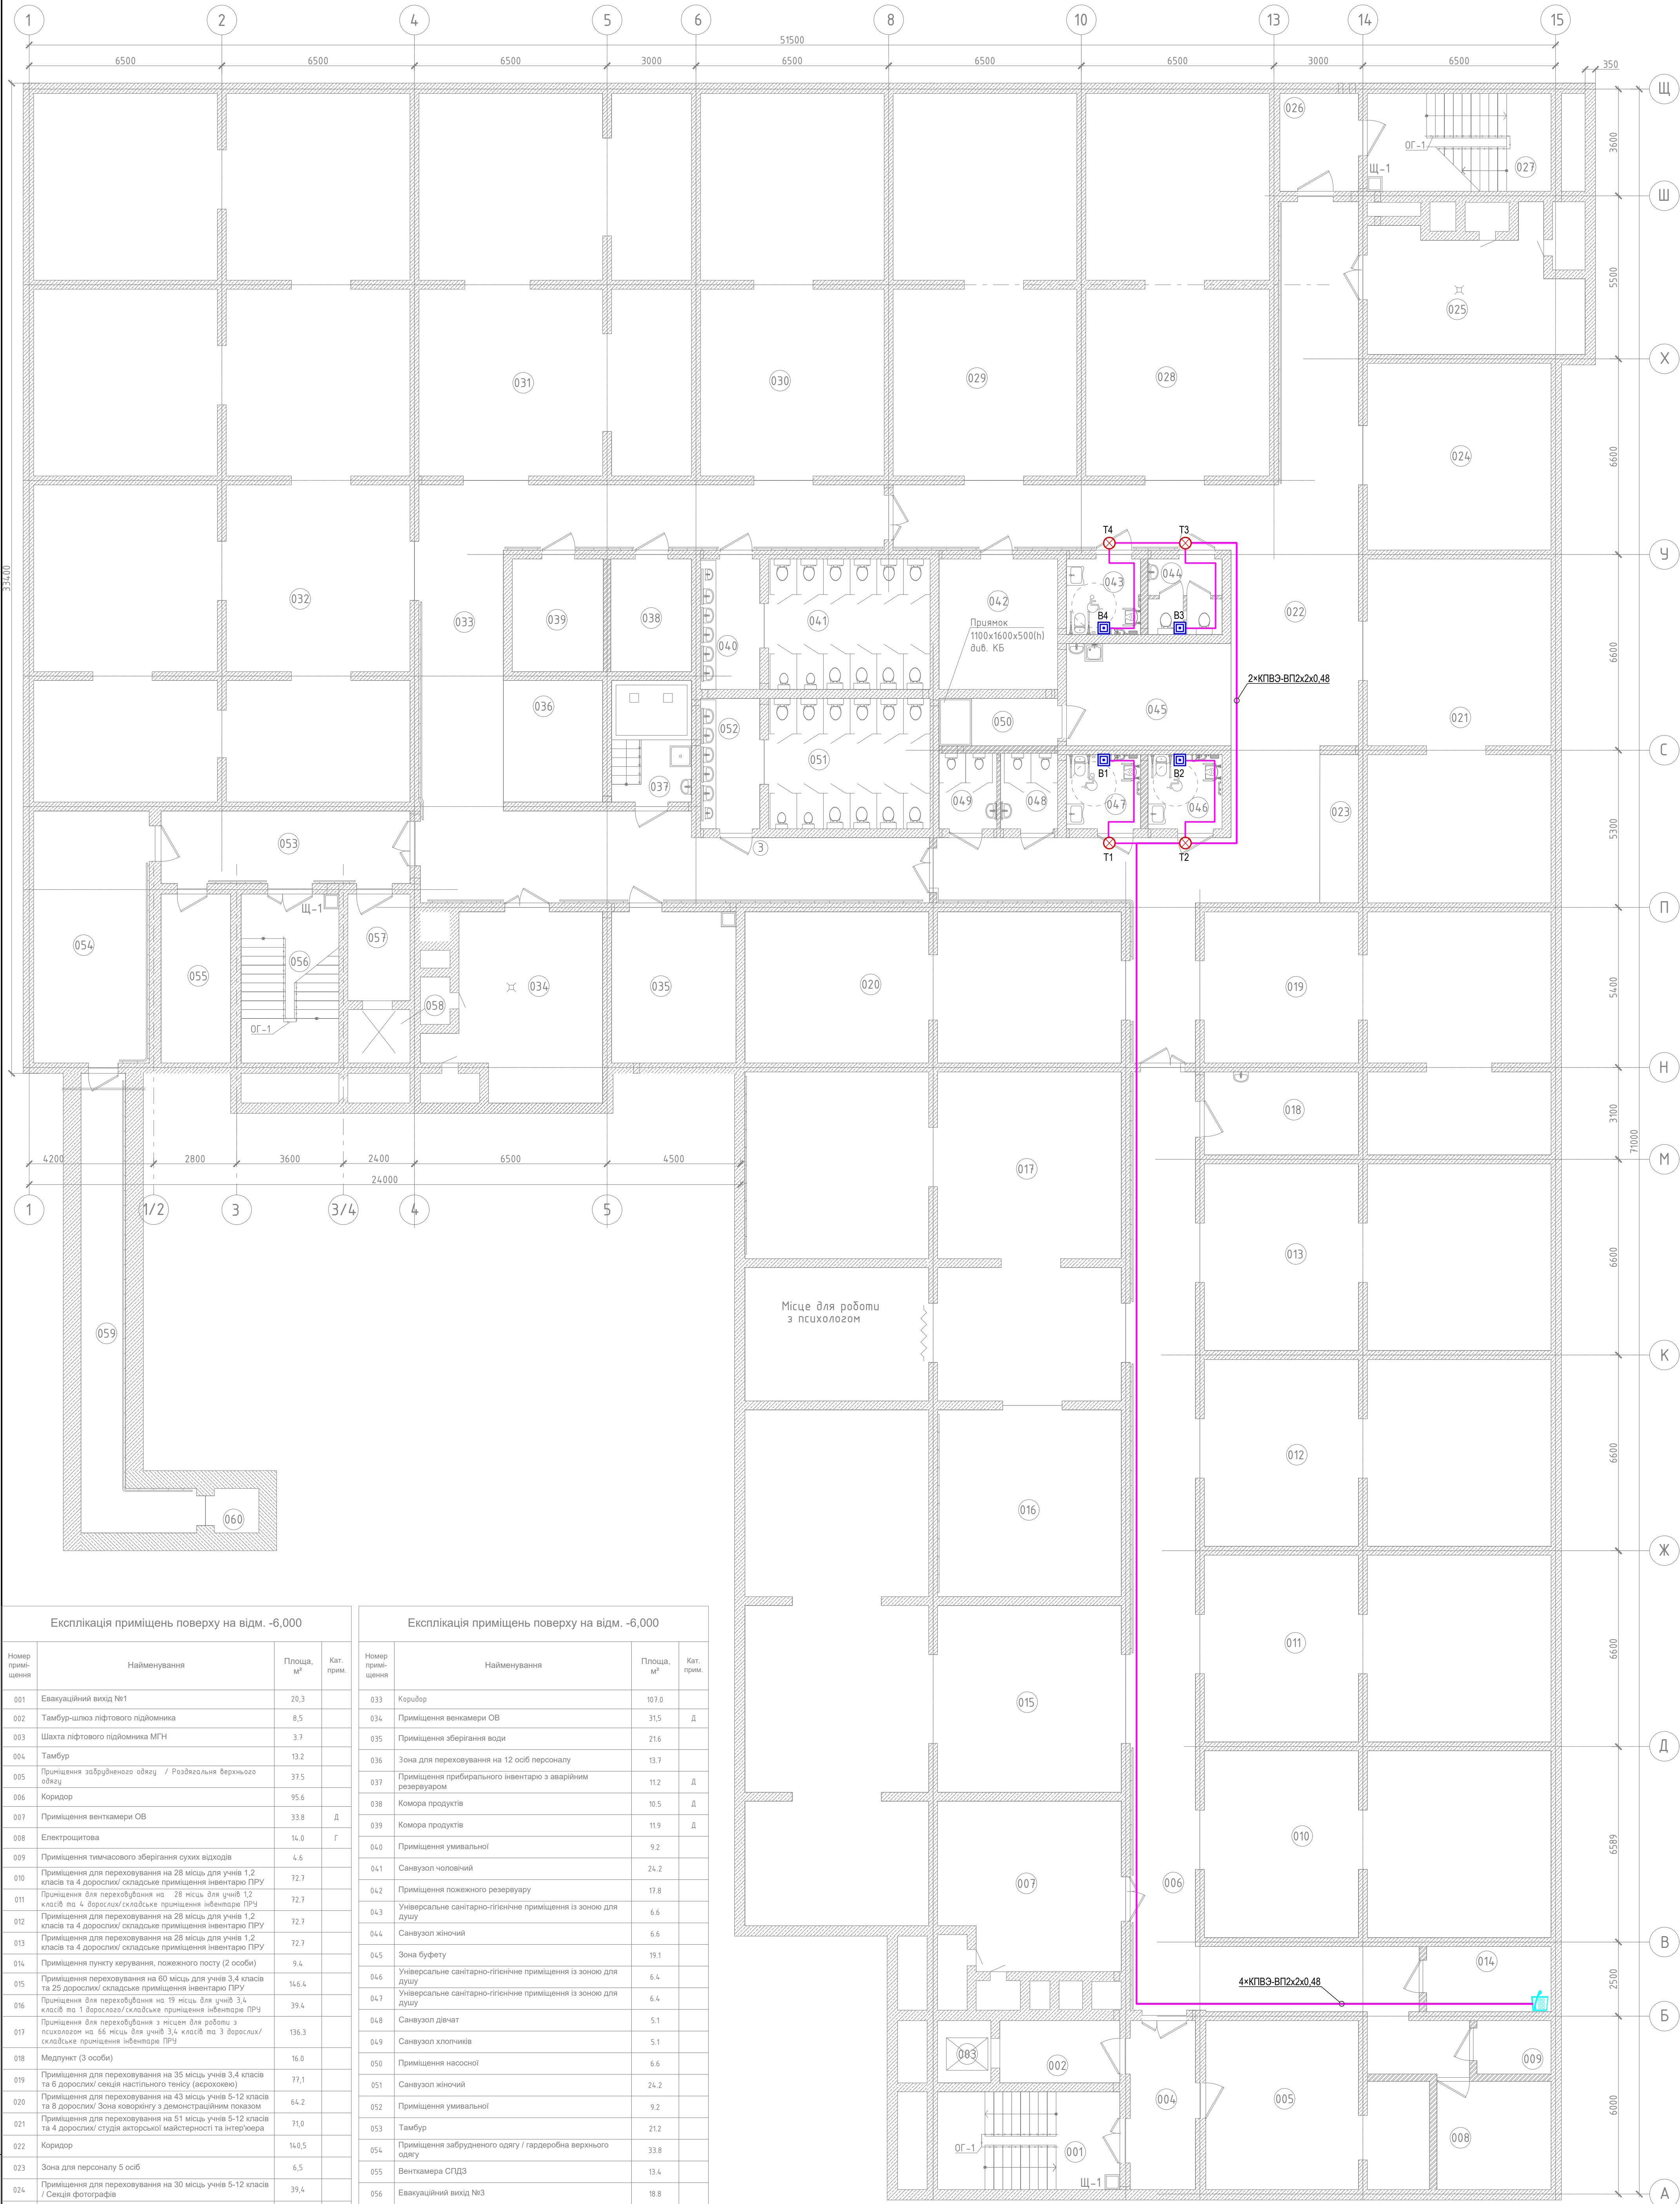 1 2 4 5 6 8 10 13 14 15
51500
6500 6500 6500 3000 6500 6500 6500 3000 6500
350
Щ
026
3600
ОГ-1
Щ-1
027
Ш
5500
025
Х
031 030 029 028
024
6600
33400
Т4 Т3
У
032
033
039 038
041
042
043
044
022
040
Приямок
1100х1600х500(h)
див. КБ
В4 В3
6600
2×КПВЭ-ВП2х2х0,48
036
052
050
045
021
051
С
037
049 048
В1 В2
047
046
023
5300
053
3
Т1 Т2
Щ-1
П
054
057
056
055
034
035
020
019
5400
058
ОГ-1
Н
018
3100
71000
4200 2800 3600 2400 6500 4500
М
24000
017
1 1/2 3 3/4 4 5
013
6600
Місце для роботи
з психологом
059
К
012
6600
016
060
Ж
011
6600
015
Д
010
6589
007
006
В
014
2500
4×КПВЭ-ВП2х2х0,48
Б
003
002
009
004
005
6000
008
ОГ-1
001
Щ-1
А
Експлікація приміщень поверху на відм. -6,000
Номер
примі-
щення
Найменування
Площа,
м²
Кат.
прим.
001 Евакуаційний вихід №1 20,3
002 Тамбур-шлюз ліфтового підйомника 8,5
003 Шахта ліфтового підйомника МГН 3.7
004 Тамбур 13.2
005 Приміщення забрудненого одягу / Роздягальня верхнього
одягу 37.5
006 Коридор 95.6
007 Приміщення венткамери ОВ 33.8 Д
008 Електрощитова 14.0 Г
009 Приміщення тимчасового зберігання сухих відходів 4.6
010 Приміщення для переховування на 28 місць для учнів 1,2
класів та 4 дорослих/ складське приміщення інвентарю ПРУ 72.7
011 Приміщення для переховування на 28 місць для учнів 1,2
класів та 4 дорослих/складське приміщення інвентарю ПРУ 72.7
012 Приміщення для переховування на 28 місць для учнів 1,2
класів та 4 дорослих/ складське приміщення інвентарю ПРУ 72.7
013 Приміщення для переховування на 28 місць для учнів 1,2
класів та 4 дорослих/ складське приміщення інвентарю ПРУ 72.7
014 Приміщення пункту керування, пожежного посту (2 особи) 9.4
015 Приміщення переховування на 60 місць для учнів 3,4 класів
та 25 дорослих/ складське приміщення інвентарю ПРУ 146.4
016 Приміщення для переховування на 19 місць для учнів 3,4
класів та 1 дорослого/складське приміщення інвентарю ПРУ 39.4
017 Приміщення для переховування з місцем для роботи з
психологом на 66 місць для учнів 3,4 класів та 3 дорослих/
складське приміщення інвентарю ПРУ 136.3
018 Медпункт (3 особи) 16.0
019 Приміщення для переховування на 35 місць учнів 3,4 класів
та 6 дорослих/ секція настільного тенісу (аєрохокею) 77,1
020 Приміщення для переховування на 43 місць учнів 5-12 класів
та 8 дорослих/ Зона коворкінгу з демонстраційним показом 64.2
021 Приміщення для переховування на 51 місць учнів 5-12 класів
та 4 дорослих/ студія акторської майстерності та інтер'юера 71,0
022 Коридор 140,5
023 Зона для персоналу 5 осіб 6,5
024 Приміщення для переховування на 30 місць учнів 5-12 класів
/ Секція фотографів 39,4
Експлікація приміщень поверху на відм. -6,000
Номер
примі-
щення
Найменування
Площа,
м²
Кат.
прим.
033 Коридор 107.0
034 Приміщення венкамери ОВ 31,5 Д
035 Приміщення зберігання води 21.6
036 Зона для переховування на 12 осіб персоналу 13.7
037 Приміщення прибирального інвентарю з аварійним
резервуаром 11.2 Д
038 Комора продуктів 10.5 Д
039 Комора продуктів 11.9 Д
040 Приміщення умивальної 9.2
041 Санвузол чоловічий 24.2
042 Приміщення пожежного резервуару 17.8
043 Універсальне санітарно-гігієнічне приміщення із зоною для
душу 6.6
044 Санвузол жіночий 6.6
045 Зона буфету 19.1
046 Універсальне санітарно-гігієнічне приміщення із зоною для
душу 6.4
047 Універсальне санітарно-гігієнічне приміщення із зоною для
душу 6.4
048 Санвузол дівчат 5.1
049 Санвузол хлопчиків 5.1
050 Приміщення насосної 6.6
051 Санвузол жіночий 24.2
052 Приміщення умивальної 9.2
053 Тамбур 21.2
054 Приміщення забрудненого одягу / гардеробна верхнього
одягу 33.8
055 Венткамера СПДЗ 13.4
056 Евакуаційний вихід №3 18.8